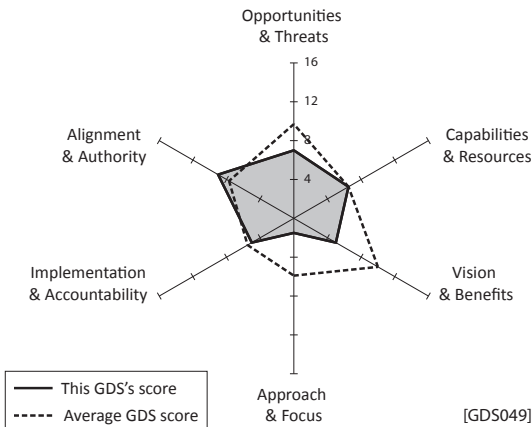 Opportunities
& Threats
16
12
8
4
Alignment
& Authority
Capabilities
& Resources
Implementation
& Accountability
Vision
& Benefits
Approach
& Focus
This GDS's score
Average GDS score
[GDS049]